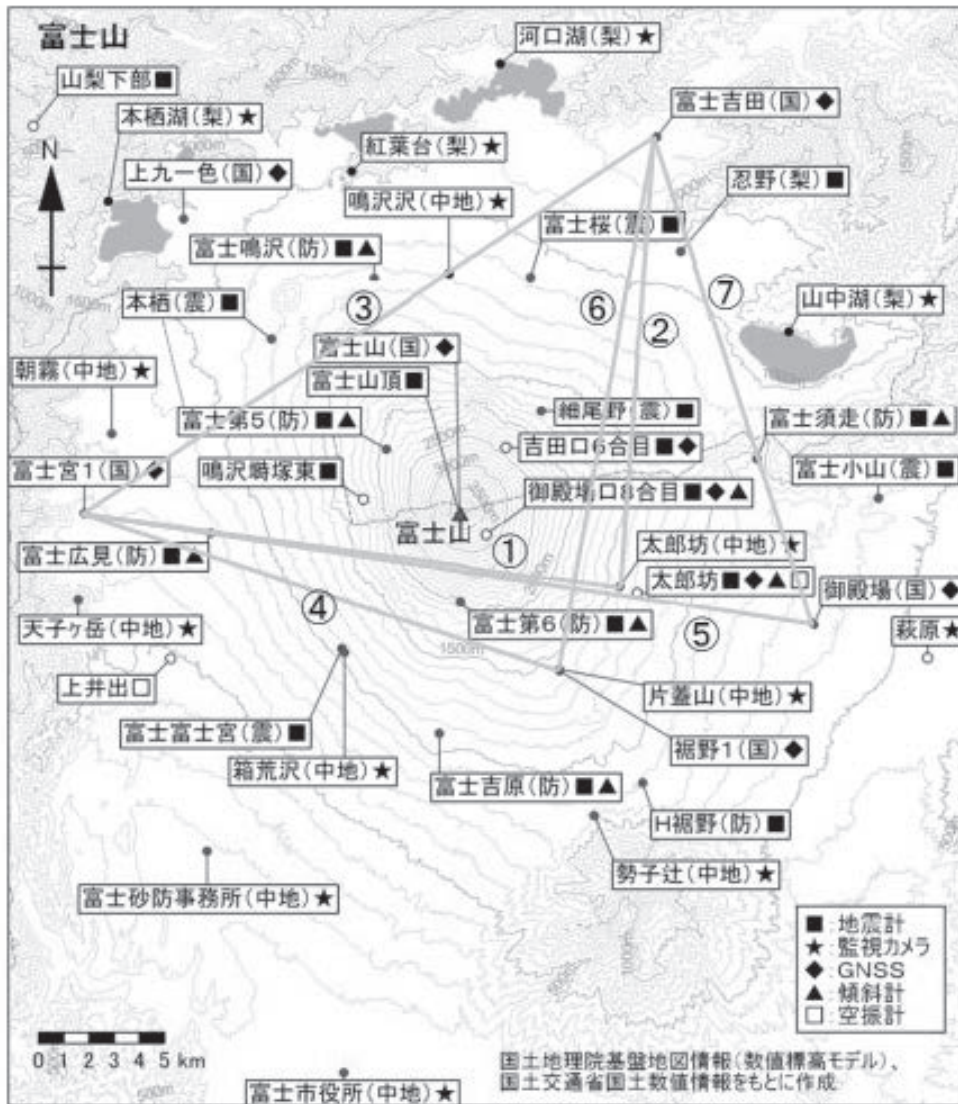 富士山
河口湖(梨)★
山梨下部■
本栖湖(梨)★
富士吉田(国)◆
紅葉台(梨)★
N
上九一色(国)◆
忍野(梨)■
鳴沢沢(中地)★
富士桜(震)■
富士鳴沢(防)■▲
⑦
本栖(震)■
③
⑥
②
山中湖(梨)★
富士山(国)◆
朝霧(中地)★
富士山頂■
細尾野(震)■
富士第5(防)■▲
富士須走(防)■▲
吉田口6合目■◆
富士宮1(国)◆
鳴沢塒塚東■
富士小山(震)■
御殿場口8合目■◆▲
富士山
①
太郎坊(中地)★
富士広見(防)■▲
太郎坊■◆▲□
御殿場(国)◆
④
天子ヶ岳(中地)★
富士第6(防)■▲
⑤
萩原★
1500m
上井出□
片蓋山(中地)★
富士富士宮(震)■
裾野1(国)◆
箱荒沢(中地)★
富士吉原(防)■▲
H裾野(防)■
勢子辻(中地)★
富士砂防事務所(中地)★
■:地震計
★:監視カメラ
◆:GNSS
▲:傾斜計
□:空振計
0 1 2 3 4 5 km
国土地理院基盤地図情報(数値標高モデル)、
国土交通省国土数値情報をもとに作成
富士市役所(中地)★